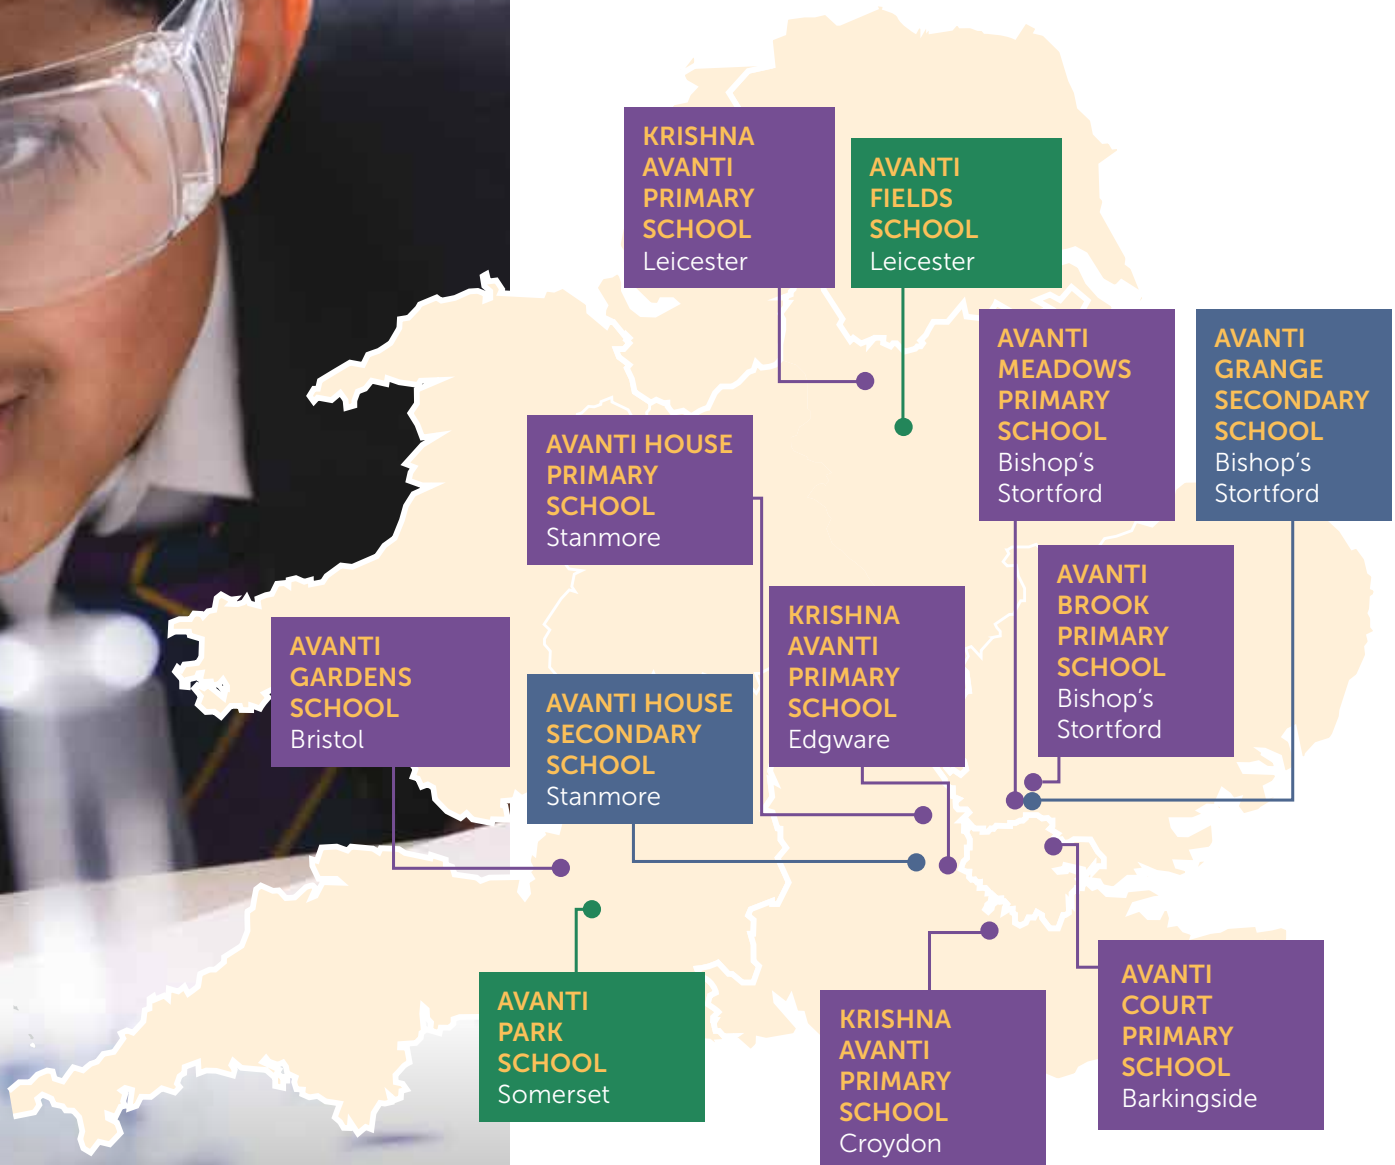 KRISHNA
AVANTI
PRIMARY
SCHOOL
Leicester
AVANTI
FIELDS
SCHOOL
Leicester
AVANTI
MEADOWS
PRIMARY
SCHOOL
Bishop's
Stortford
AVANTI
GRANGE
SECONDARY
SCHOOL
Bishop's
Stortford
AVANTI HOUSE
PRIMARY
SCHOOL
Stanmore
AVANTI
BROOK
PRIMARY
SCHOOL
Bishop's
Stortford
KRISHNA
AVANTI
PRIMARY
SCHOOL
Edgware
AVANTI
GARDENS
SCHOOL
Bristol
AVANTI HOUSE
SECONDARY
SCHOOL
Stanmore
AVANTI
PARK
SCHOOL
Somerset
KRISHNA
AVANTI
PRIMARY
SCHOOL
Croydon
AVANTI
COURT
PRIMARY
SCHOOL
Barkingside